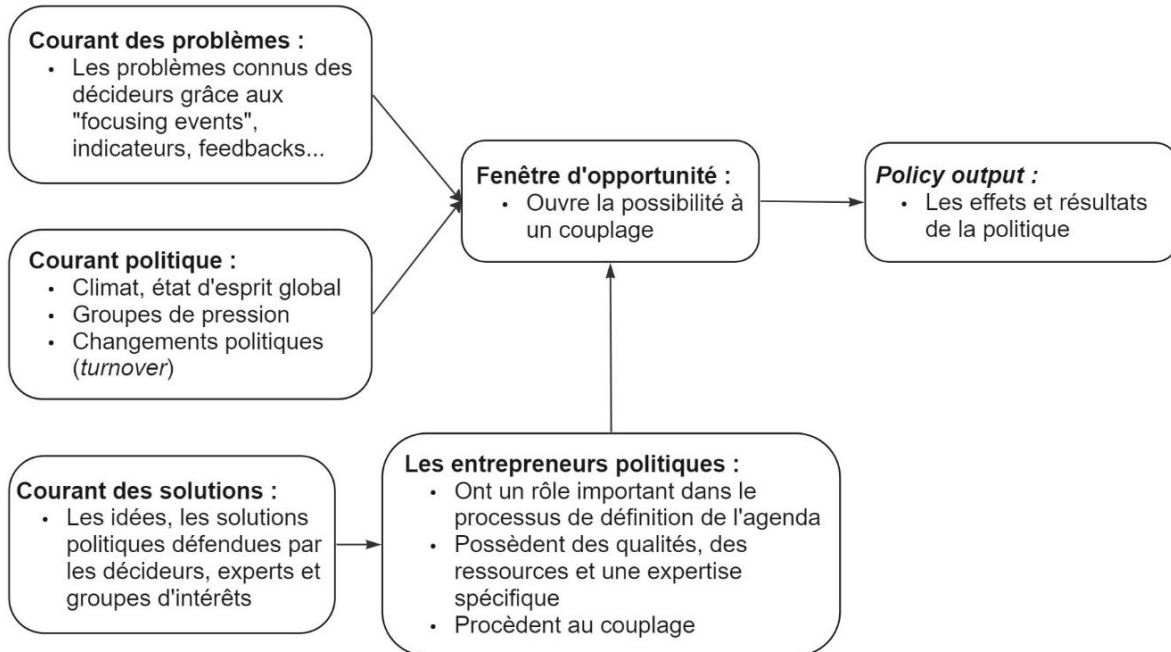 Courant des problèmes :
• Les problèmes connus des
décideurs grâce aux
"focusing events",
indicateurs, feedbacks...
Courant politique :
• Climat, état d'esprit global
• Groupes de pression
• Changements politiques
(turnover)
Courant des solutions :
• Les idées, les solutions
politiques défendues par
les décideurs, experts et
groupes d'intérêts
Les entrepreneurs politiques :
• Ont un rôle important dans le
processus de définition de l'agenda
• Possèdent des qualités, des
ressources et une expertise
spécifique
• Procèdent au couplage
Fenêtre d'opportunité :
• Ouvre la possibilité à
un couplage
Policy output :
• Les effets et résultats
de la politique